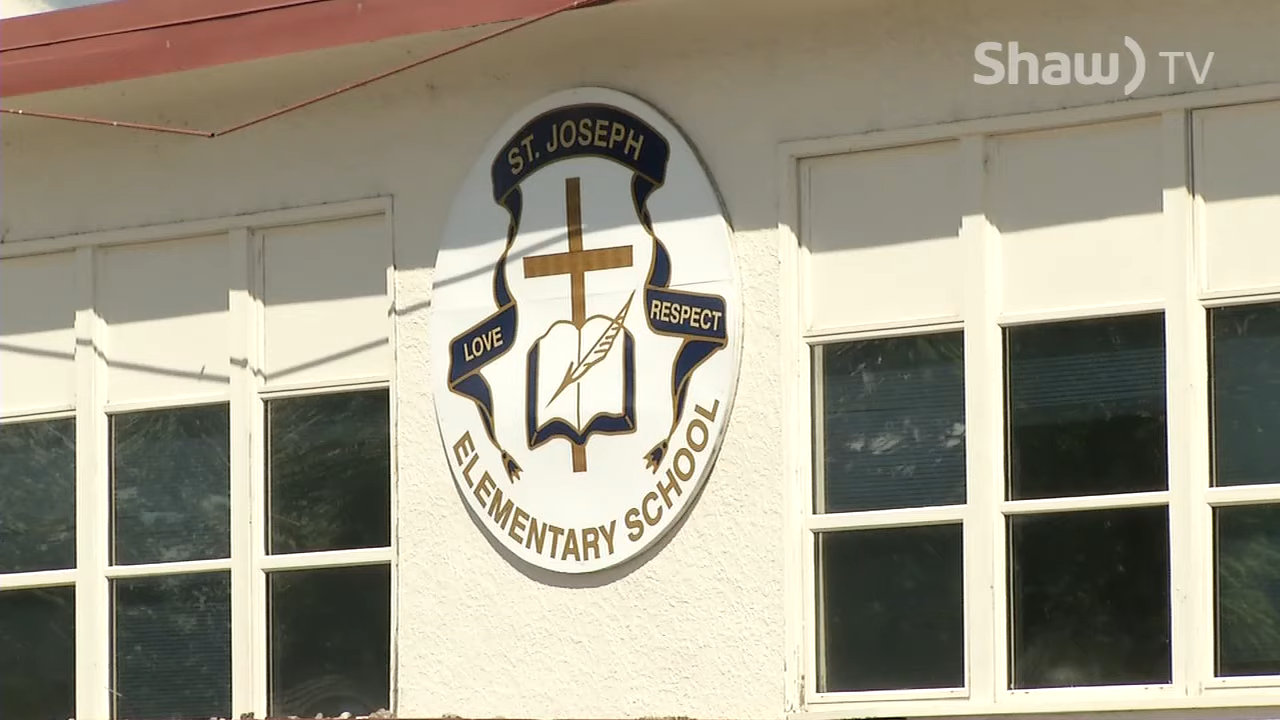 Shaw) TV
ST. JOSEPH
LOVE
RESPECT
ELEMENTARY SCHOOL